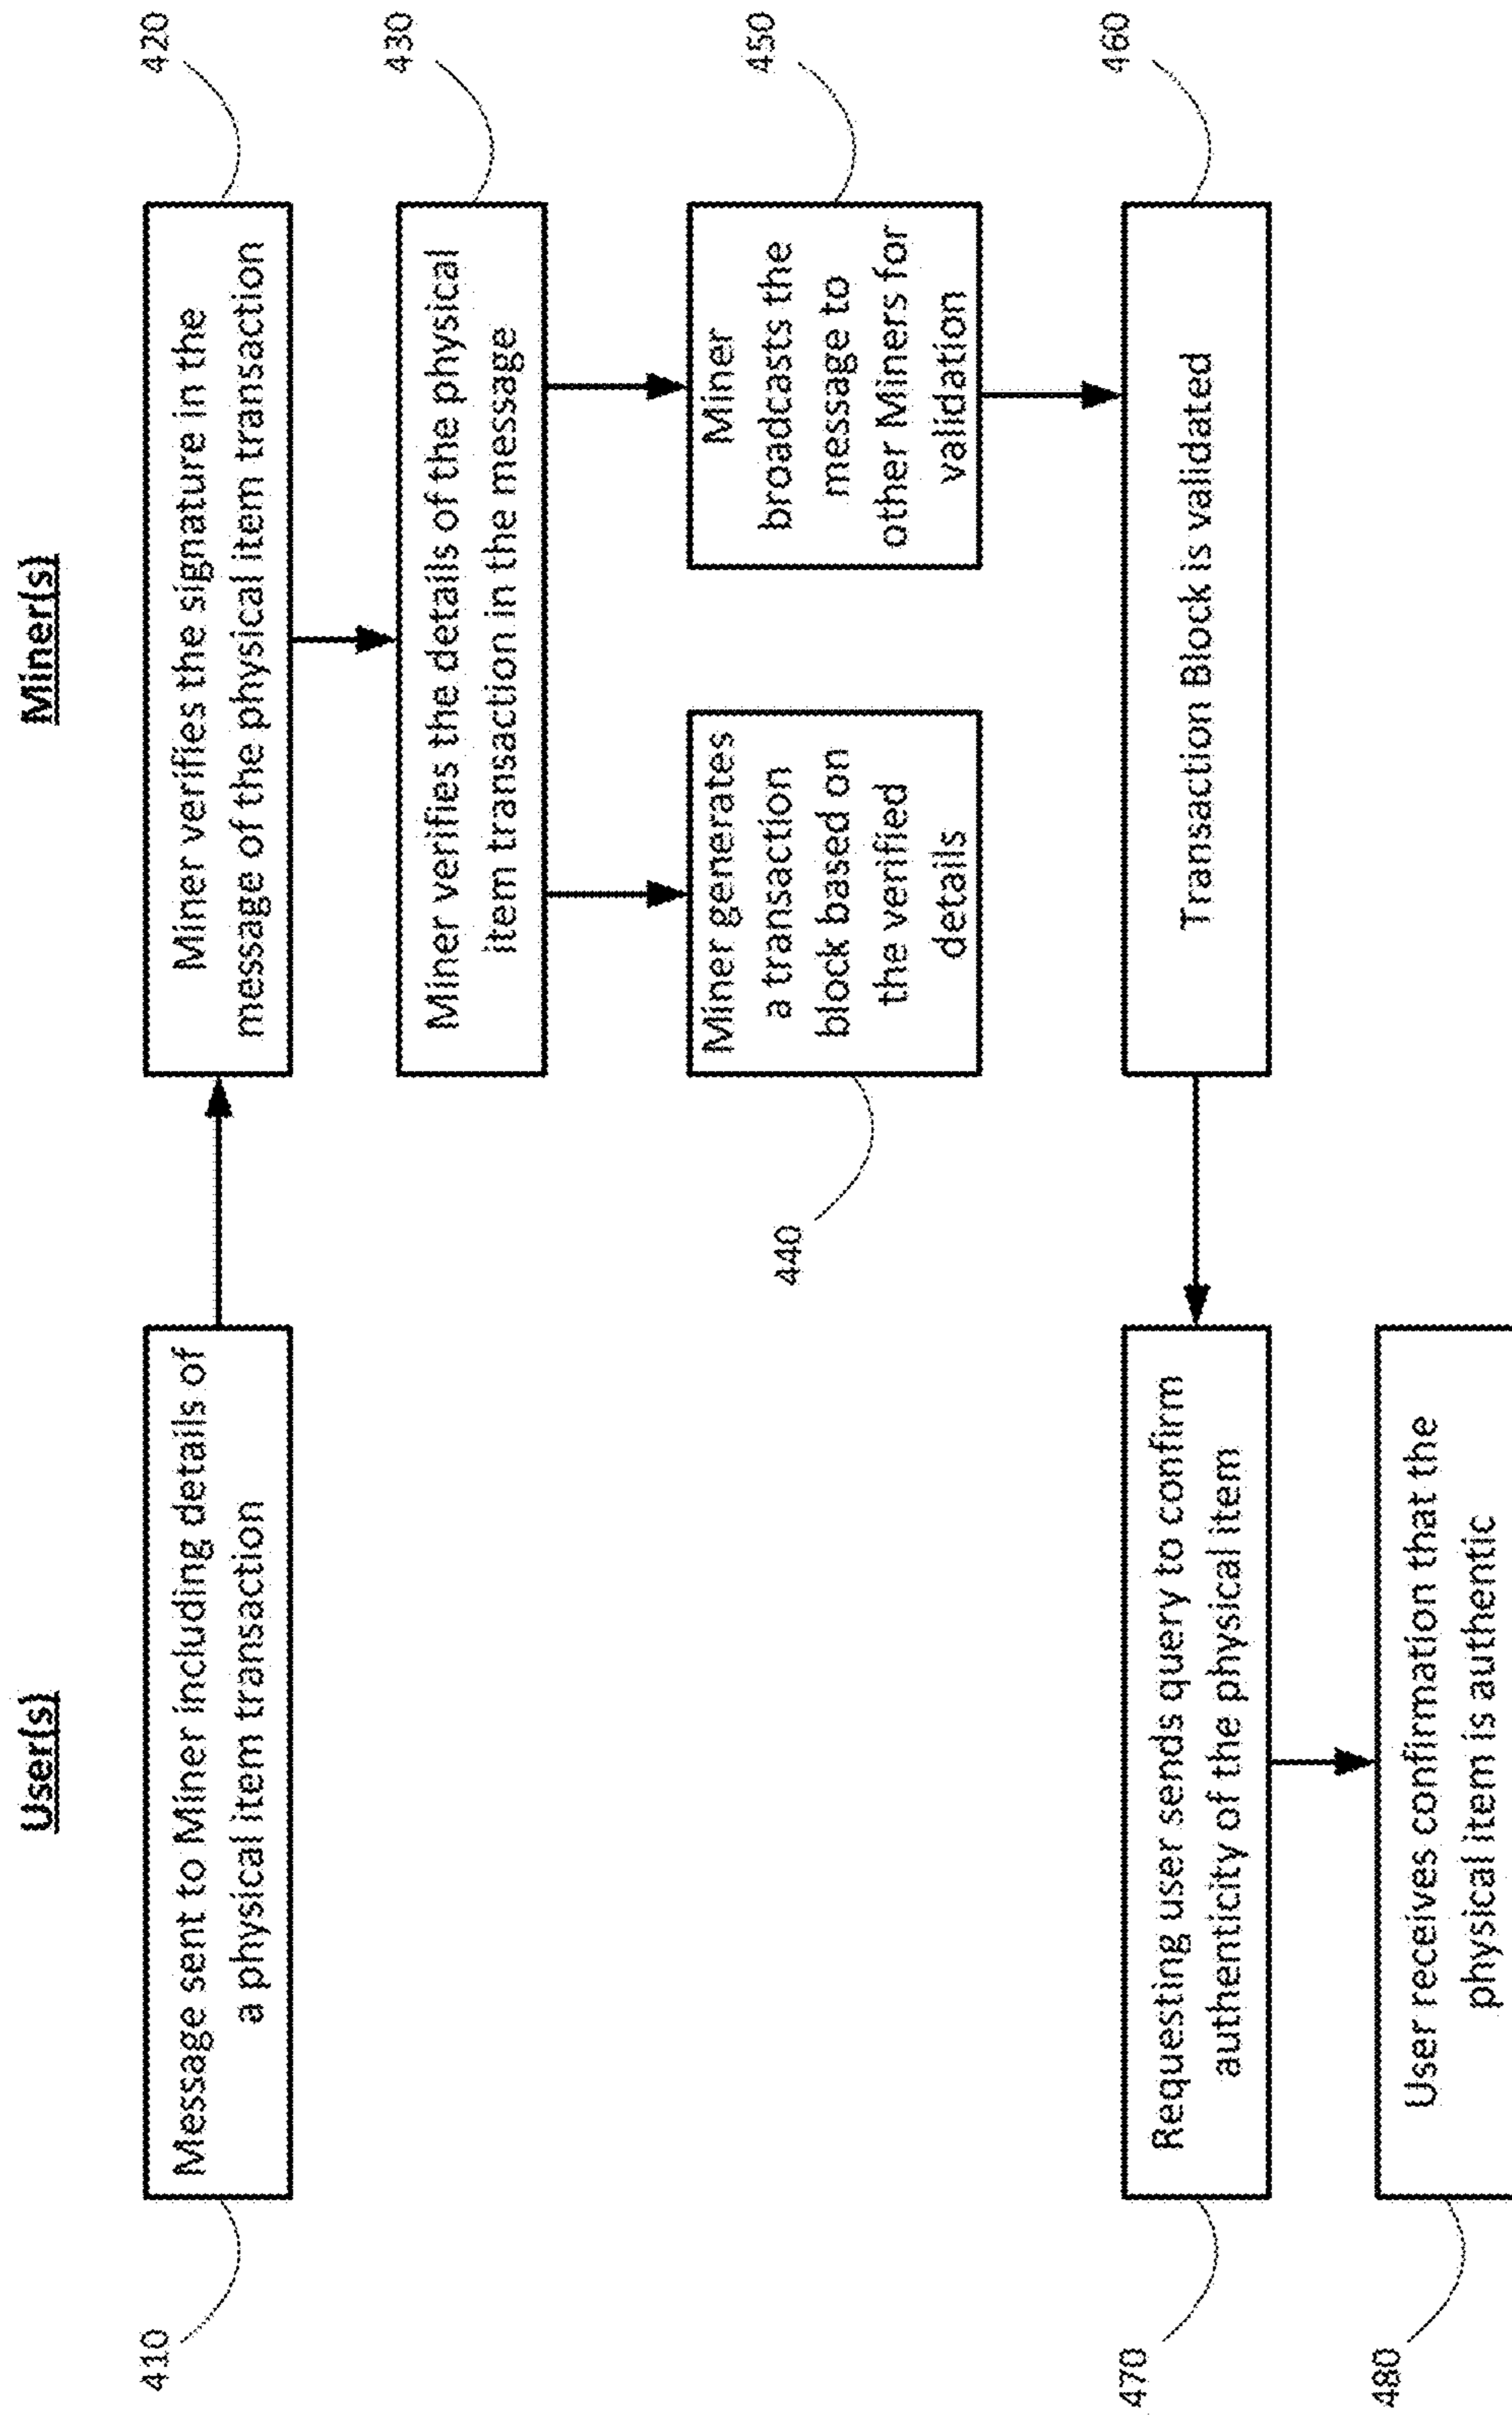 User(s)
Miner(s)
410
Message sent to Miner including details of
a physical item transaction
Miner verifies the signature in the
message of the physical item transaction
420
Miner verifies the details of the physical
item transaction in the message
430
440
Miner generates
a transaction
block based on
the verified
details
Miner
broadcasts the
message to
other Miners for
validation
450
Transaction Block is validated
460
470
Requesting user sends query to confirm
authenticity of the physical item
480
User receives confirmation that the
physical item is authentic